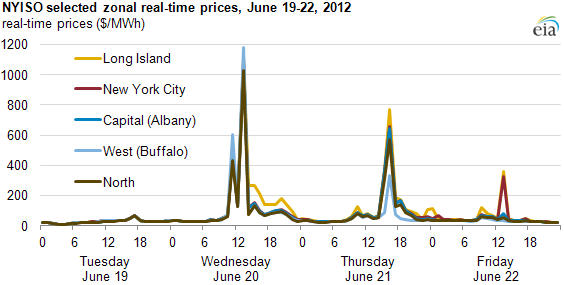 NYISO selected zonal real-time prices, June 19-22, 2012
real-time prices ($/MWh)
eia
1200
1000
800
600
400
200
0
Long Island
New York City
Capital (Albany)
West (Buffalo)
North
0 6 12 18 0 6 12 18 0 6 12 18 0 6 12 18
Tuesday Wednesday Thursday Friday
June 19 June 20 June 21 June 22